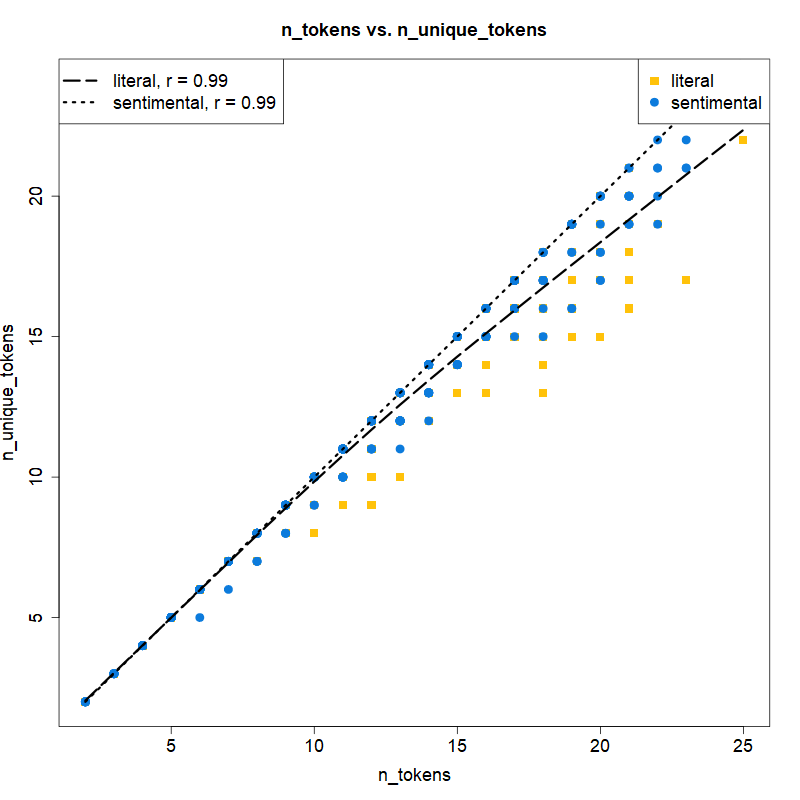 n_tokens vs. n_unique_tokens
literal, r = 0.99
sentimental, r = 0.99
literal
sentimental
n_unique_tokens
20
15
10
5
5 10 15 20 25
n_tokens